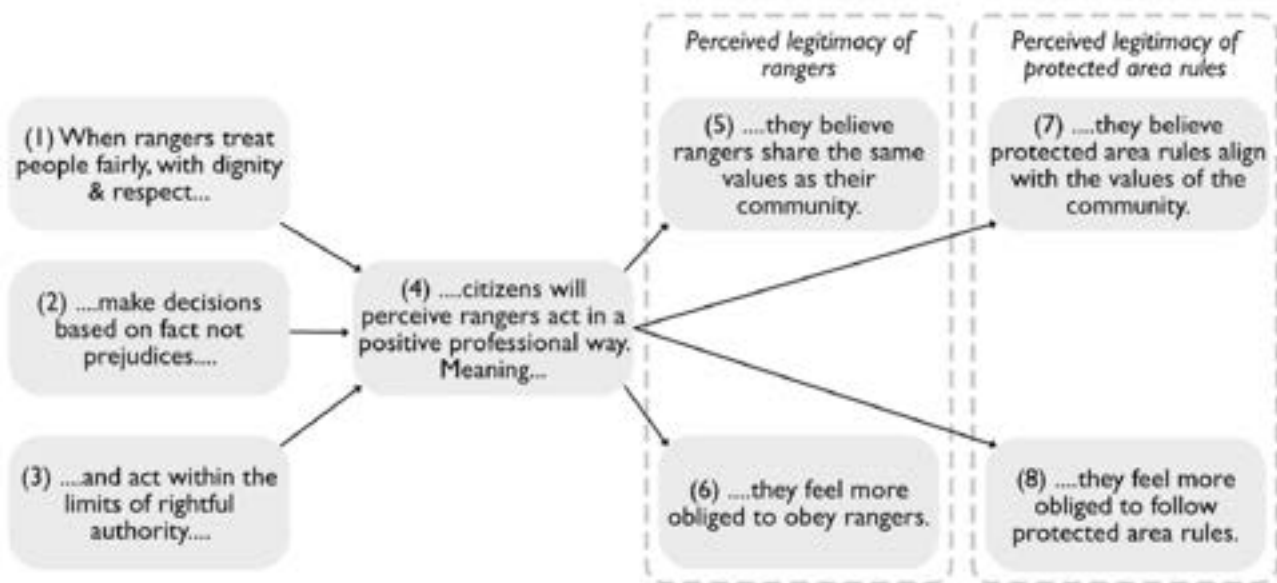 Perceived legitimacy of
rangers
Perceived legitimacy of
protected area rules
(1) When rangers treat
people fairly, with dignity
& respect...
(2) ....make decisions
based on fact not
prejudices....
(3) ....and act within the
limits of rightful
authority....
(4) ....citizens will
perceive rangers act in a
positive professional way.
Meaning...
(5) ....they believe
rangers share the same
values as their
community.
(6) ....they feel more
obliged to obey rangers.
(7) ....they believe
protected area rules align
with the values of the
community.
(8) ....they feel more
obliged to follow
protected area rules.